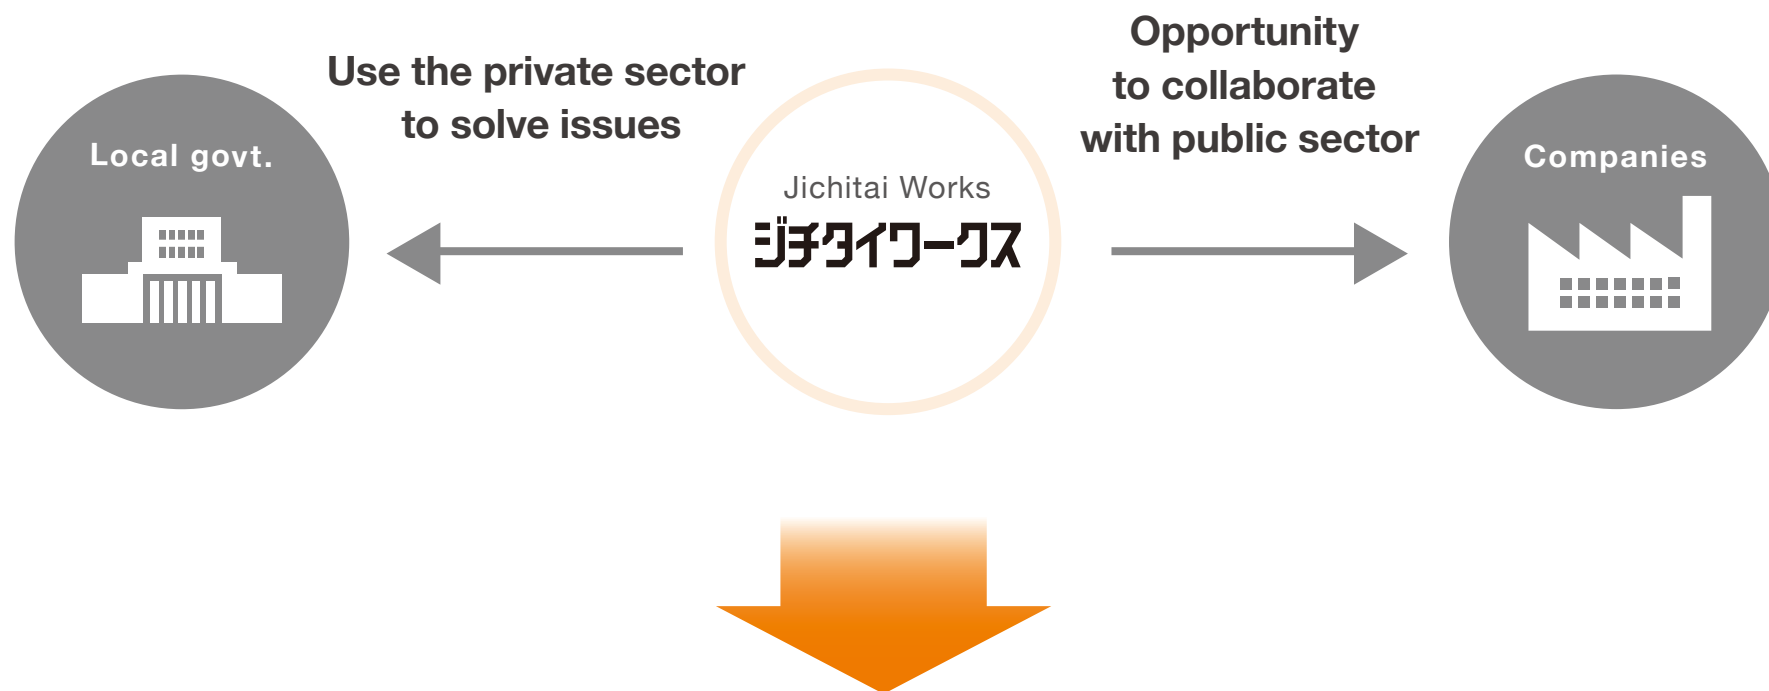 Local govt.
Use the private sector
to solve issues
Jichitai Works
ジチタイワークス
Opportunity
to collaborate
with public sector
Companies